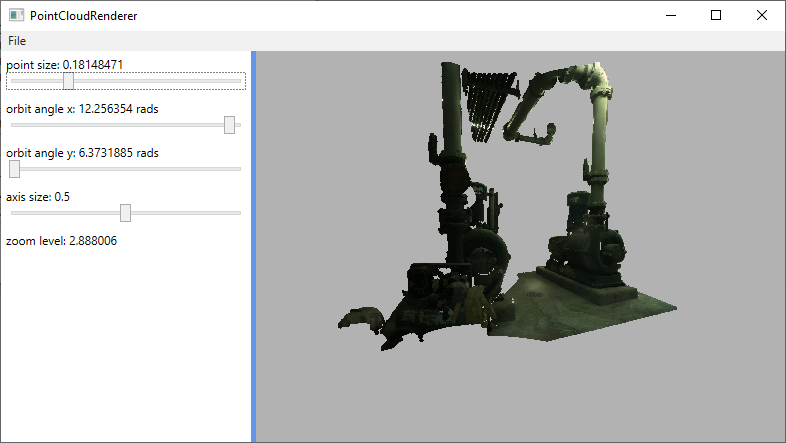 PointCloudRenderer
File
point size: 0.18148471
orbit angle x: 12.256354 rads
orbit angle y: 6.3731885 rads
axis size: 0.5
zoom level: 2.888006